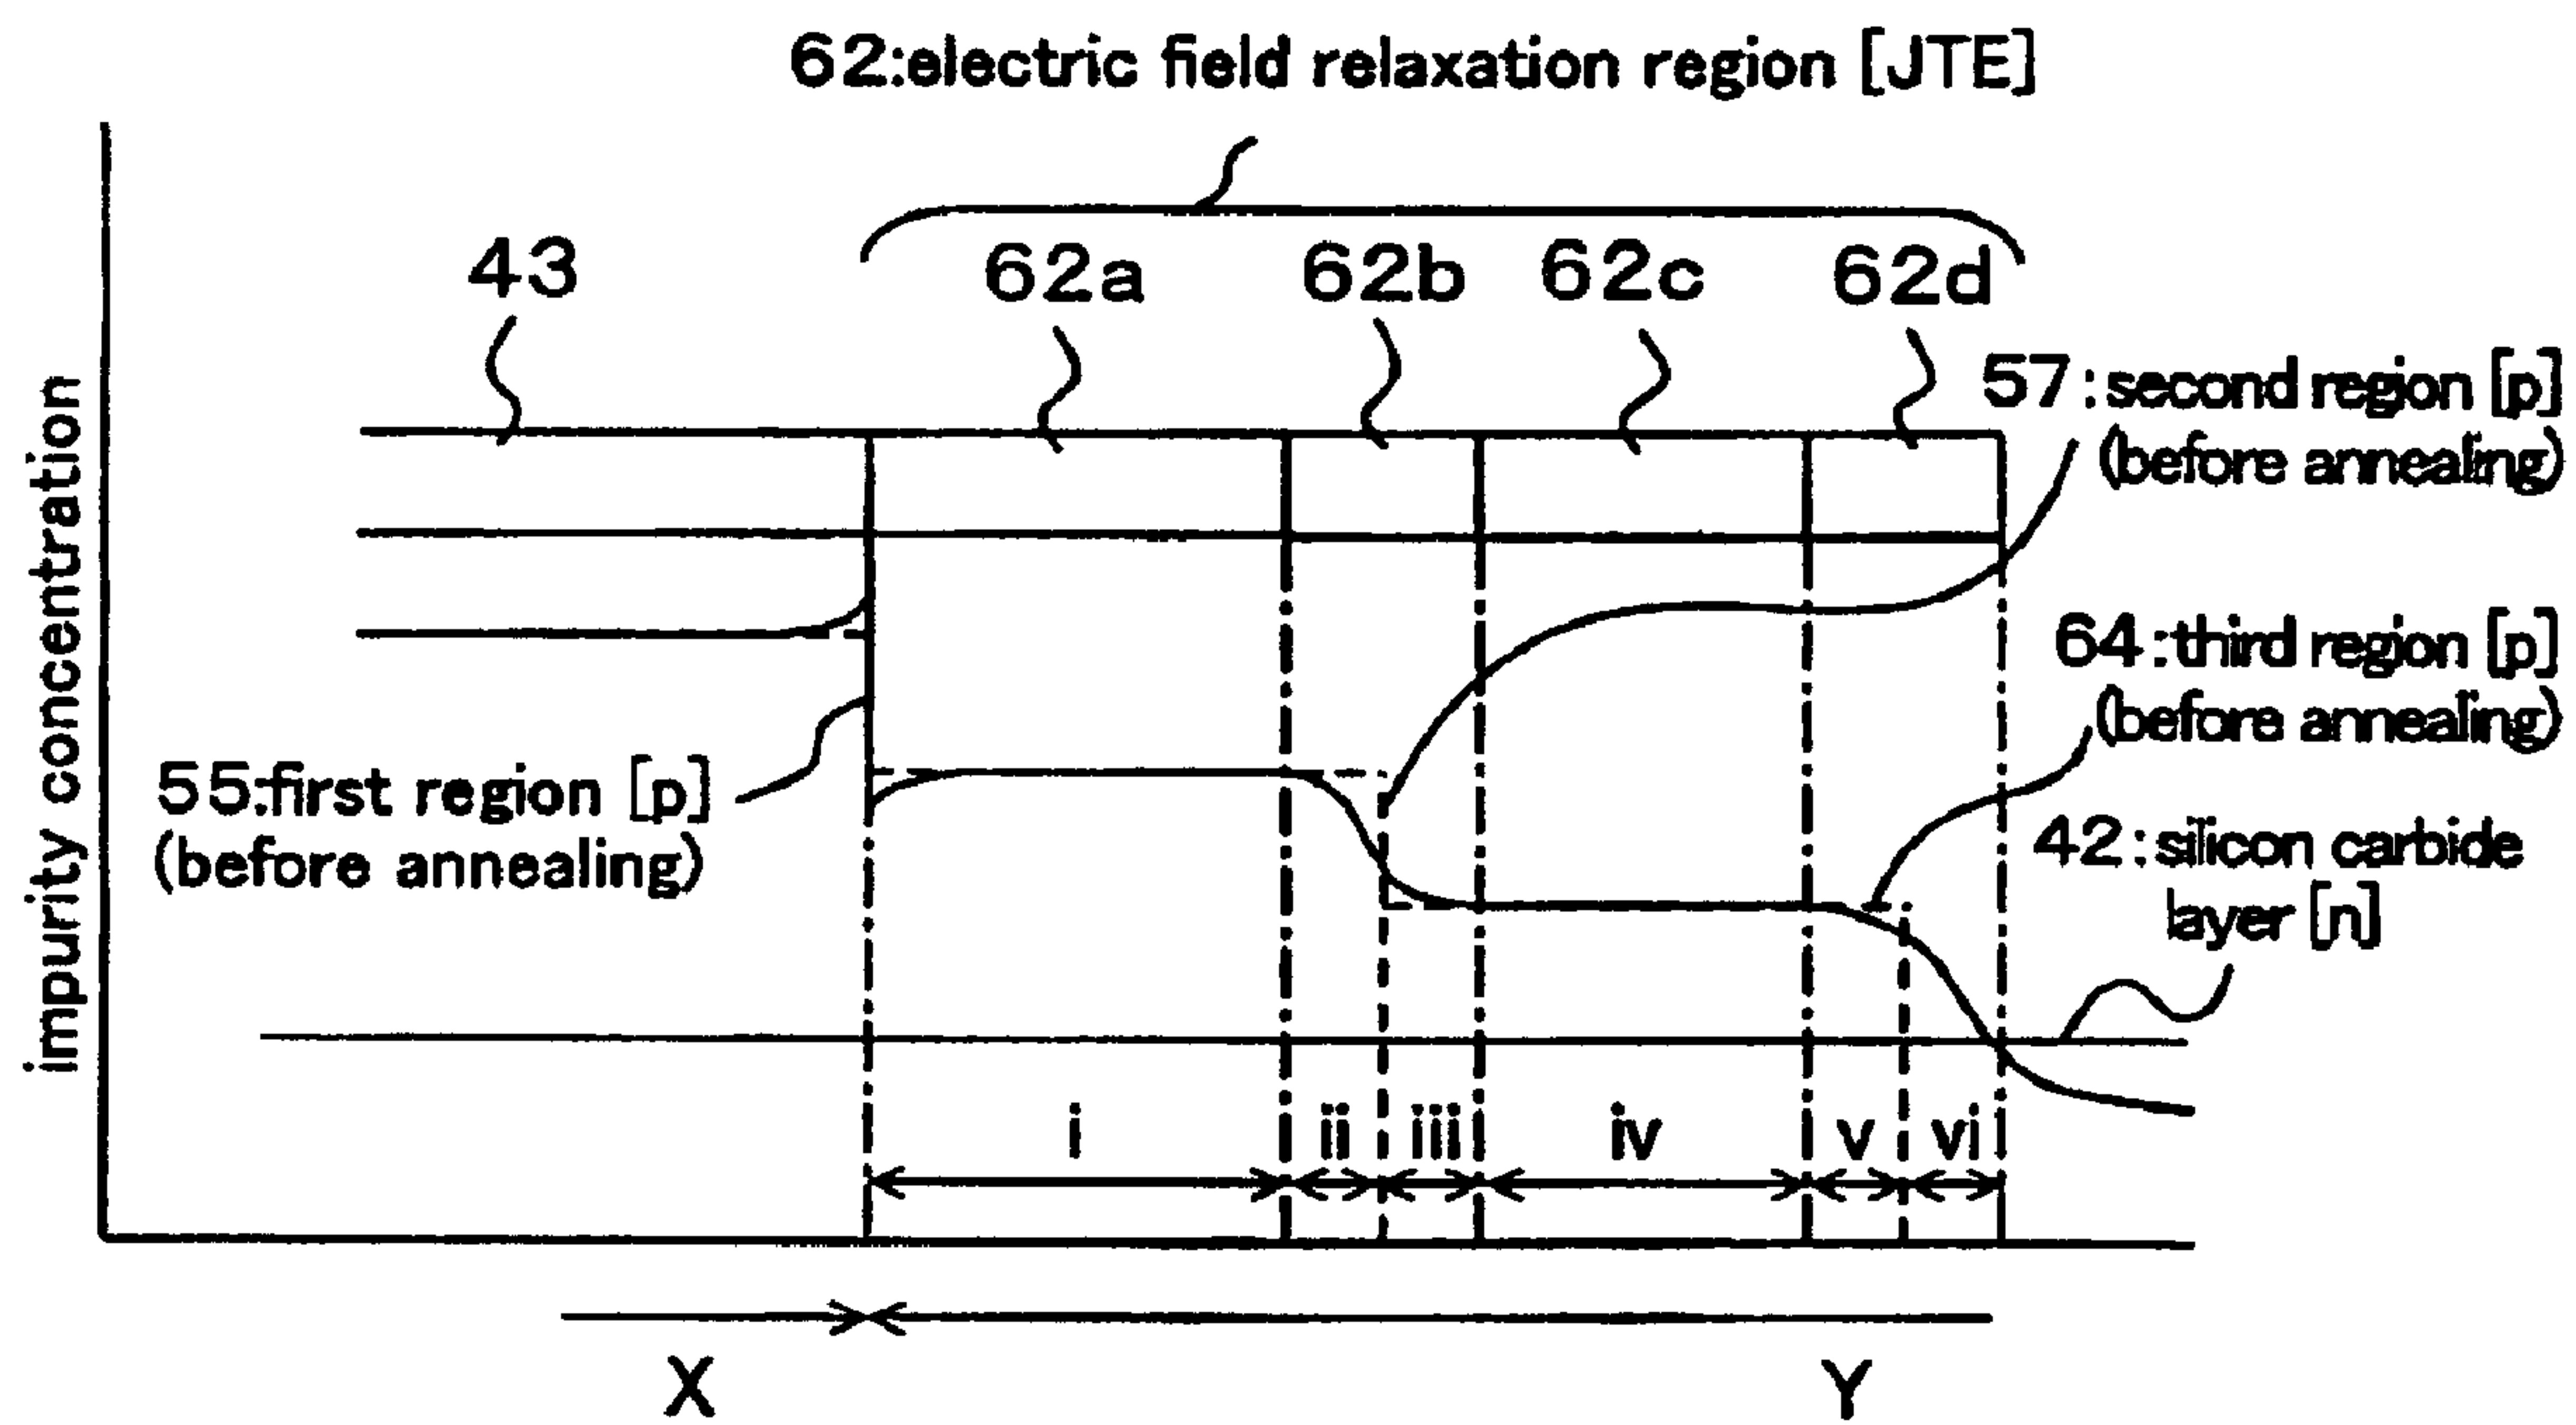 62:electric field relaxation region [JTE]
43
62a
62b
62c
62d
57:second region [p]
(before annealing)
64:third region [p]
(before annealing)
55:first region [p]
(before annealing)
42:silicon carbide
layer [n]
impurity concentration
i
ii
iii
iv
v
vi
X
Y